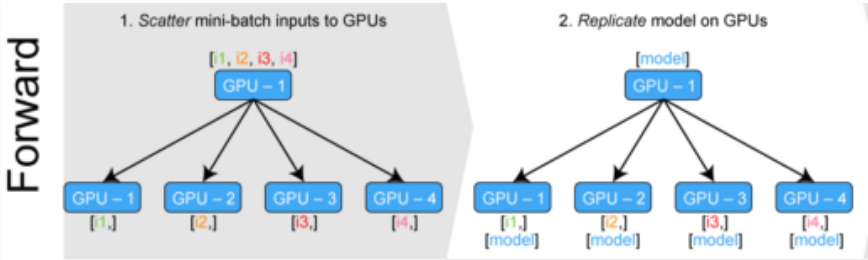 Forward
1. Scatter mini-batch inputs to GPUs
[i1, i2, i3, i4]
GPU – 1
GPU – 1 GPU – 2 GPU – 3 GPU – 4
[i1,] [i2,] [i3,] [i4,]
2. Replicate model on GPUs
[model]
GPU – 1
GPU – 1 GPU – 2 GPU – 3 GPU – 4
[i1,] [i2,] [i3,] [i4,]
[model] [model] [model] [model]